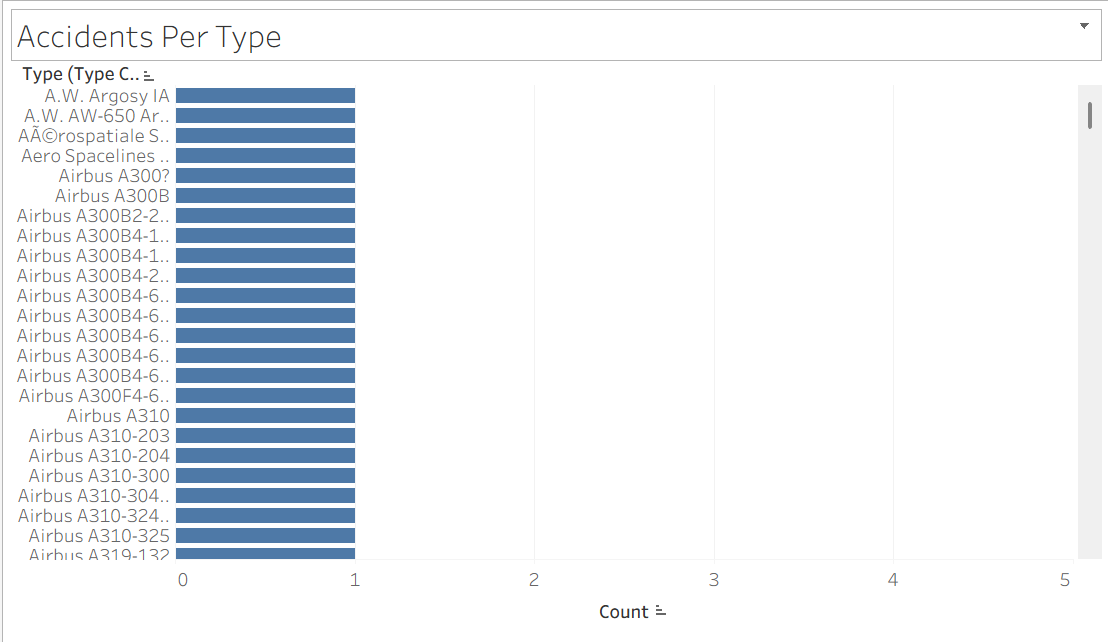 Accidents Per Type
Type (Type C..
A.W. Argosy IA
A.W. AW-650 Ar..
AÃ©rospatiale S..
Aero Spacelines ..
Airbus A300?
Airbus A300B
Airbus A300B2-2..
Airbus A300B4-1..
Airbus A300B4-1..
Airbus A300B4-2..
Airbus A300B4-6..
Airbus A300B4-6..
Airbus A300B4-6..
Airbus A300B4-6..
Airbus A300B4-6..
Airbus A300F4-6..
Airbus A310
Airbus A310-203
Airbus A310-204
Airbus A310-300
Airbus A310-304..
Airbus A310-324..
Airbus A310-325
Airbus A319-132
0 1 2 3 4 5
Count